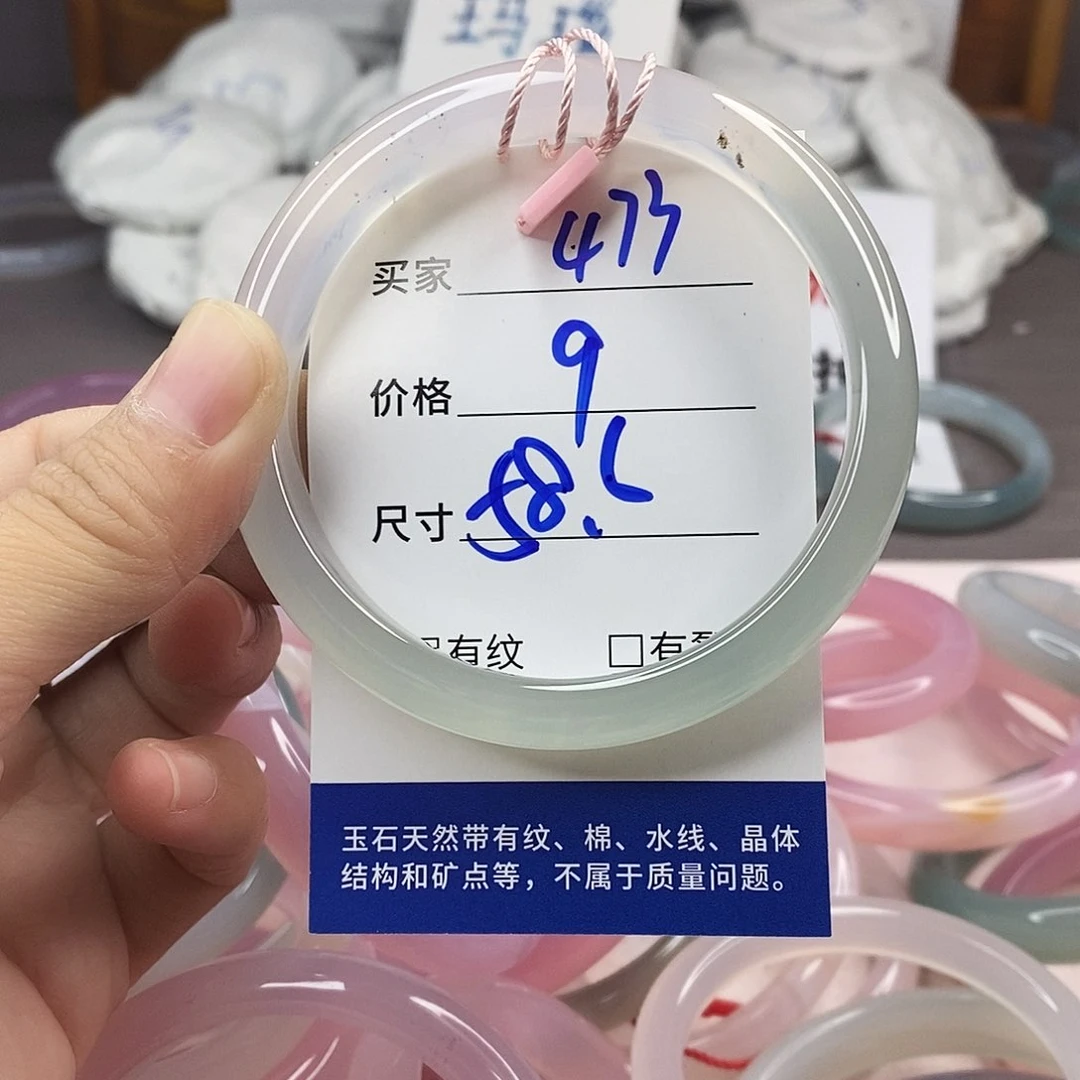 玛瑙
买家 473
价格 9
尺寸 58.6
有纹 □有
玉石天然带有纹、棉、水线、晶体
结构和矿点等，不属于质量问题。